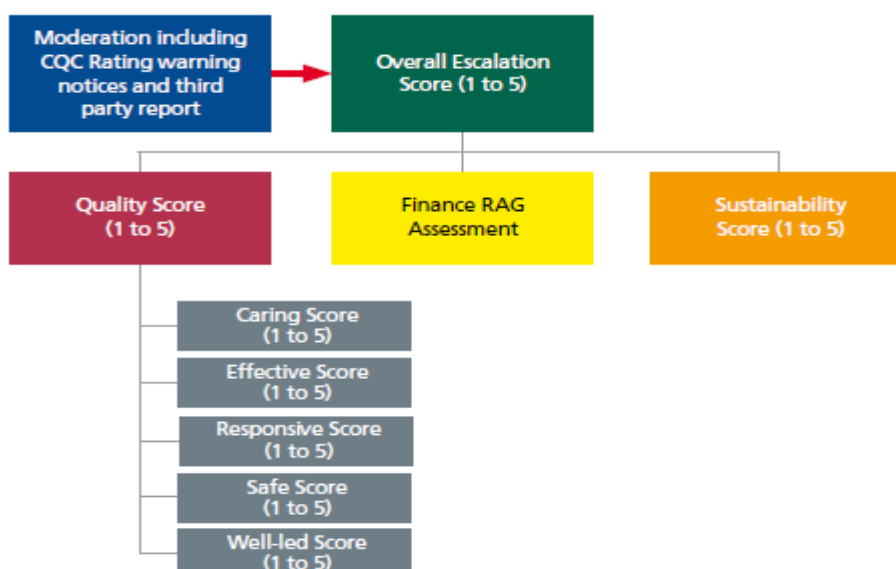 Moderation including
CQC Rating warning
notices and third
party report
Overall Escalation
Score (1 to 5)
Quality Score
(1 to 5)
Finance RAG
Assessment
Sustainability
Score (1 to 5)
Caring Score
(1 to 5)
Effective Score
(1 to 5)
Responsive Score
(1 to 5)
Safe Score
(1 to 5)
Well-led Score
(1 to 5)